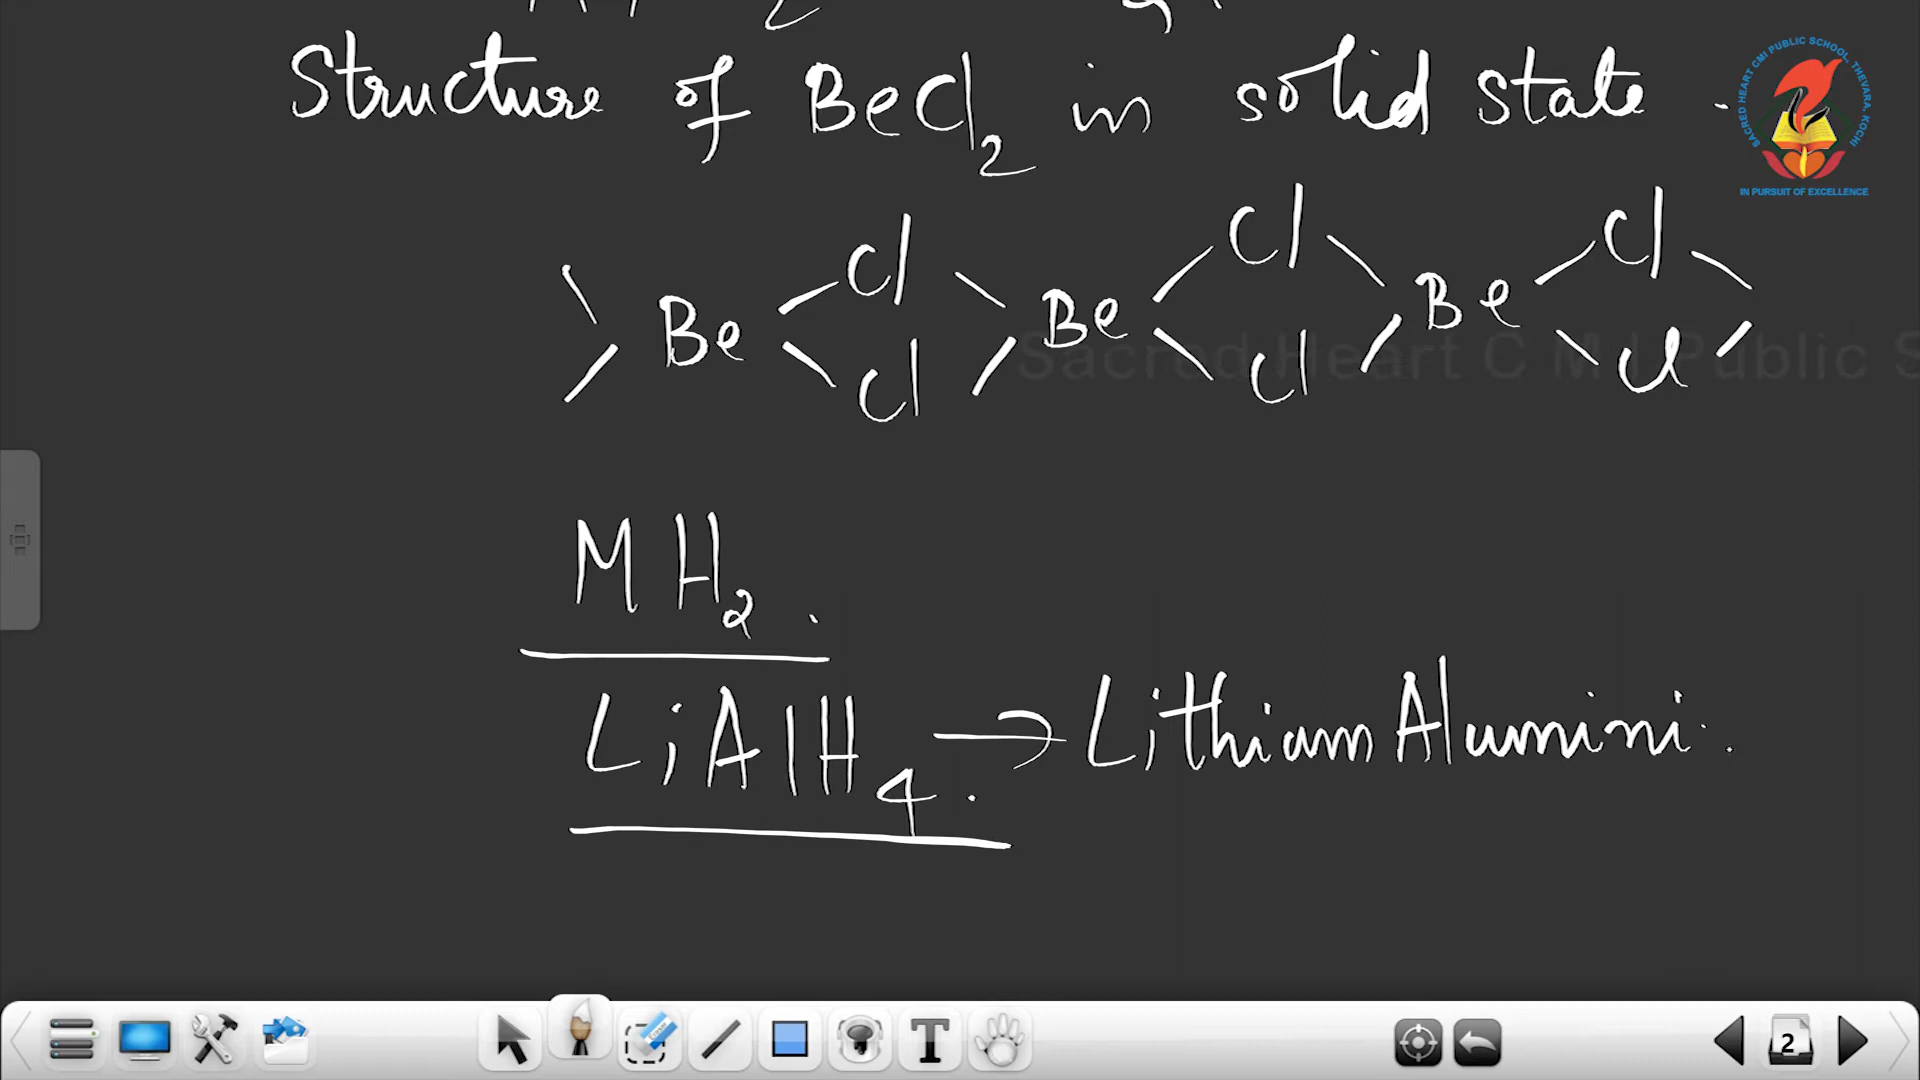 Structure of BeCl2 in solid state.
SACRED HEART CMI PUBLIC SCHOOL, THEVARA, KOCHI
IN PURSUIT OF EXCELLENCE
Cl Cl Cl
Be Be Be
Cl Cl Cl
Sacred Heart C M I Public S
MH2.
LiAlH4. → Lithium Alumini.
T
2